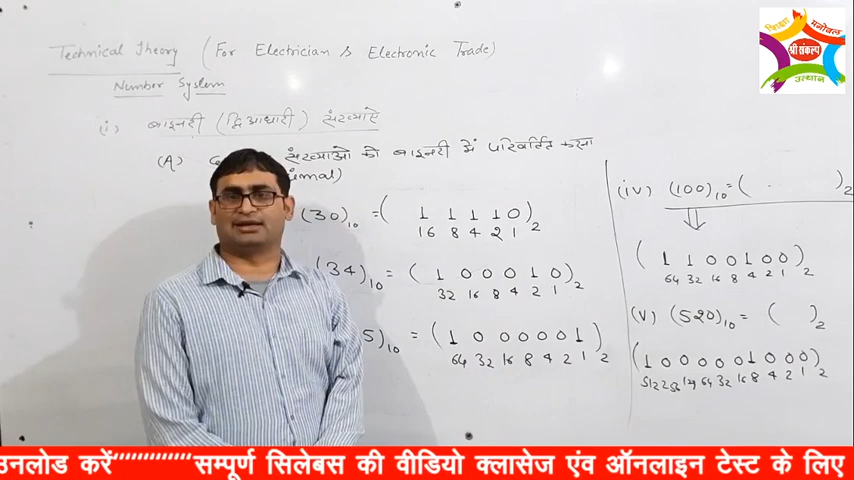 Technical Theory (For Electrician & Electronic Trade)
Number System
(i) बाइनरी (द्विआधारी) संख्याऐ
(A) संख्याओ को बाइनरी में परिवर्तित करना
imal)
(30)10 = ( 1 1 1 1 0 )2
16 8 4 2 1
(34)10 = ( 1 0 0 0 1 0 )2
32 16 8 4 2 1
5)10 = ( 1 0 0 0 0 0 1 )2
64 32 16 8 4 2 1
(iv) (100)10 = ( )2
( 1 1 0 0 1 0 0 )2
64 32 16 8 4 2 1
(v) (520)10 = ( )2
( 1 0 0 0 0 0 1 0 0 0 )2
512 256 128 64 32 16 8 4 2 1
शिक्षा मनोबल
श्री संकल्प
उत्थान
उनलोड करें'''''''''''''सम्पूर्ण सिलेबस की वीडियो क्लासेज एंव ऑनलाइन टेस्ट के लिए